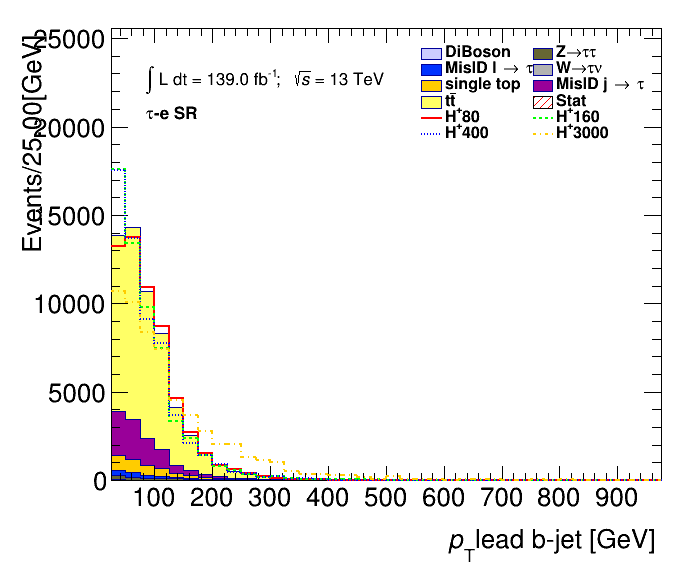 Events/25.00[GeV]
25000
20000
15000
10000
5000
0
∫ L dt = 139.0 fb⁻¹; √s = 13 TeV
τ-e SR
DiBoson Z→ττ
MisID l → τ W→τν
single top MisID j → τ
tt̄ Stat
H⁺80 H⁺160
H⁺400 H⁺3000
100 200 300 400 500 600 700 800 900
p_T lead b-jet [GeV]